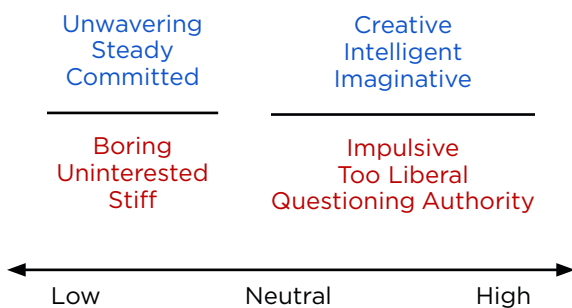 Unwavering
Steady
Committed
Creative
Intelligent
Imaginative
Boring
Uninterested
Stiff
Impulsive
Too Liberal
Questioning Authority
Low Neutral High